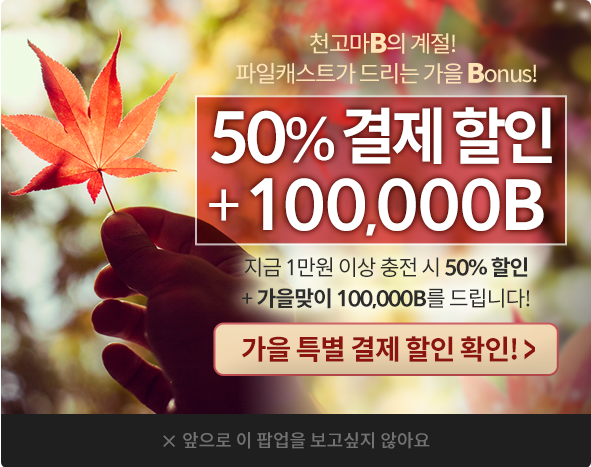 천고마B의 계절!
파일캐스트가 드리는 가을 Bonus!
50% 결제 할인
+ 100,000B
지금 1만원 이상 충전 시 50% 할인
+ 가을맞이 100,000B를 드립니다!
가을 특별 결제 할인 확인! >
× 앞으로 이 팝업을 보고싶지 않아요